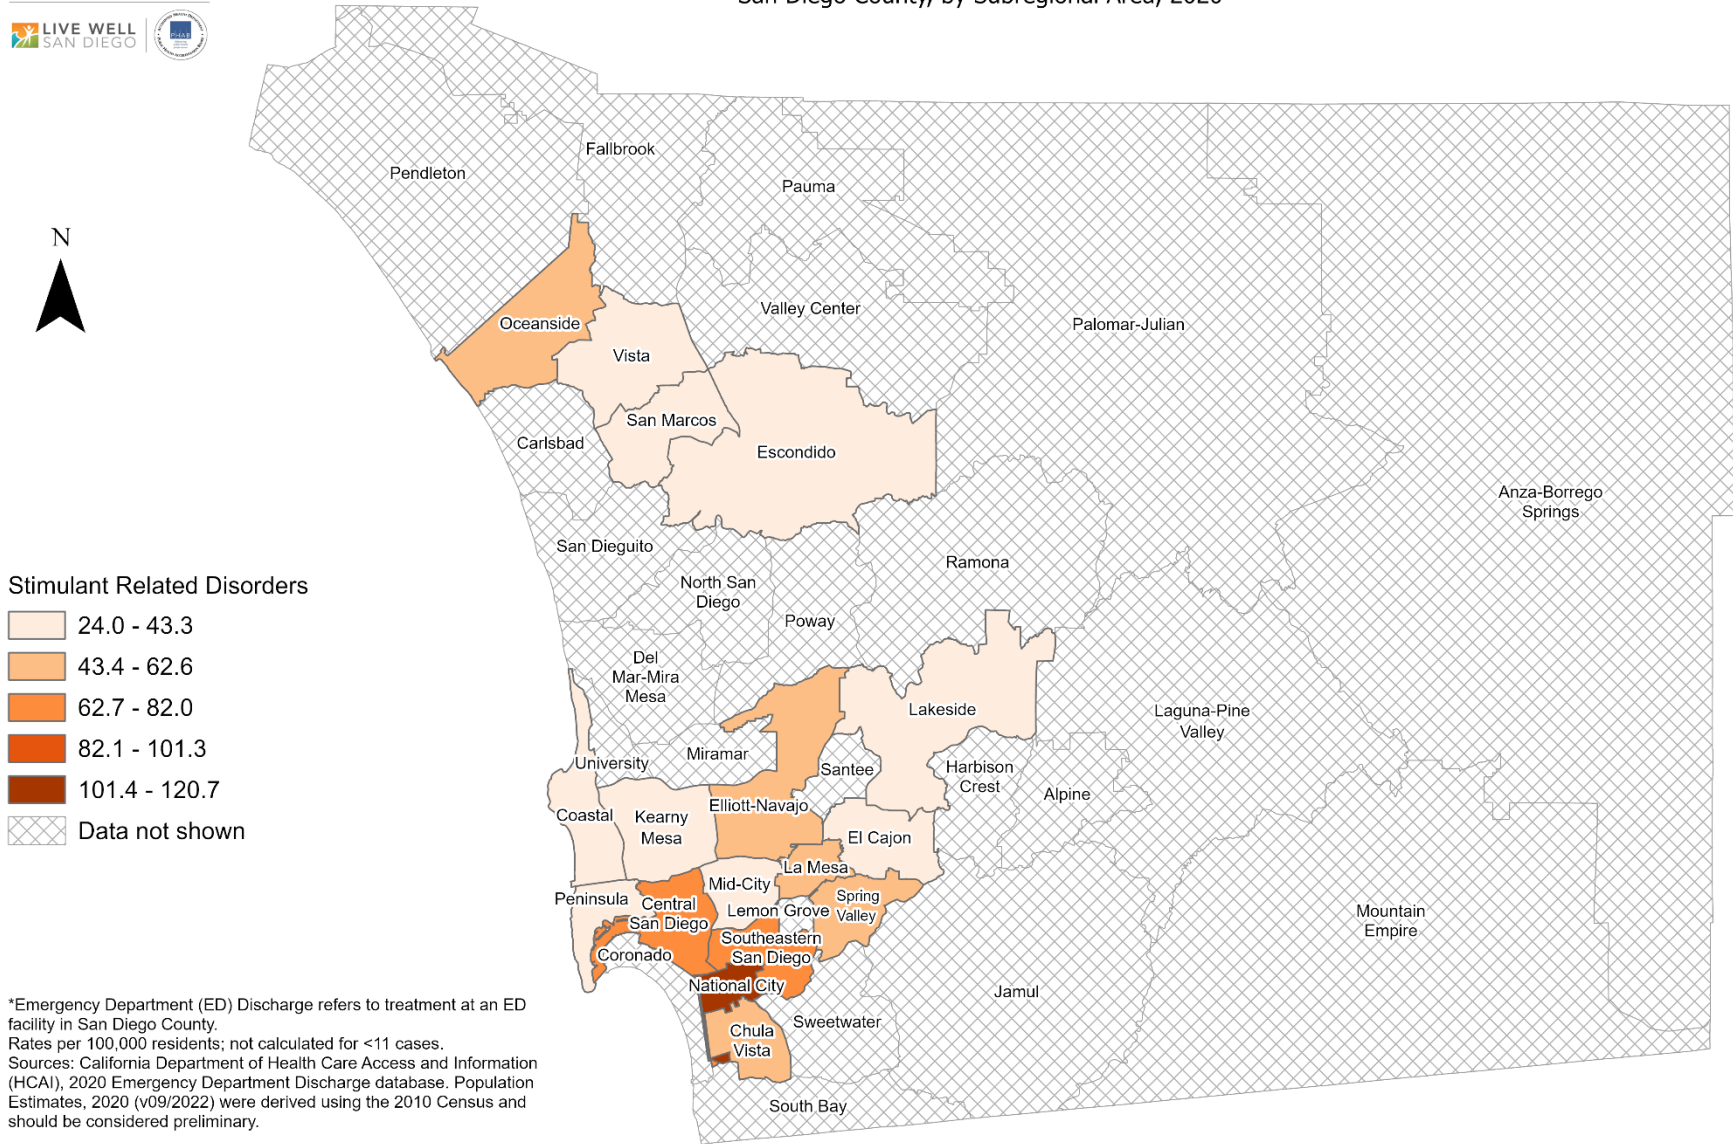 San Diego County, by Subregional Area, 2020
LIVE WELL
SAN DIEGO
PHAB
N
Fallbrook
Pendleton
Pauma
Valley Center
Oceanside
Palomar-Julian
Vista
San Marcos
Carlsbad
Escondido
Anza-Borrego
Springs
San Dieguito
Ramona
North San
Diego
Poway
Del
Mar-Mira
Mesa
Lakeside
Laguna-Pine
Valley
Miramar
University
Santee
Harbison
Crest
Alpine
Elliott-Navajo
Coastal
Kearny
Mesa
El Cajon
La Mesa
Mid-City
Peninsula
Central
San Diego
Lemon Grove
Spring
Valley
Mountain
Empire
Southeastern
San Diego
Coronado
National City
Jamul
Sweetwater
Chula
Vista
South Bay
Stimulant Related Disorders
24.0 - 43.3
43.4 - 62.6
62.7 - 82.0
82.1 - 101.3
101.4 - 120.7
Data not shown
*Emergency Department (ED) Discharge refers to treatment at an ED
facility in San Diego County.
Rates per 100,000 residents; not calculated for <11 cases.
Sources: California Department of Health Care Access and Information
(HCAI), 2020 Emergency Department Discharge database. Population
Estimates, 2020 (v09/2022) were derived using the 2010 Census and
should be considered preliminary.